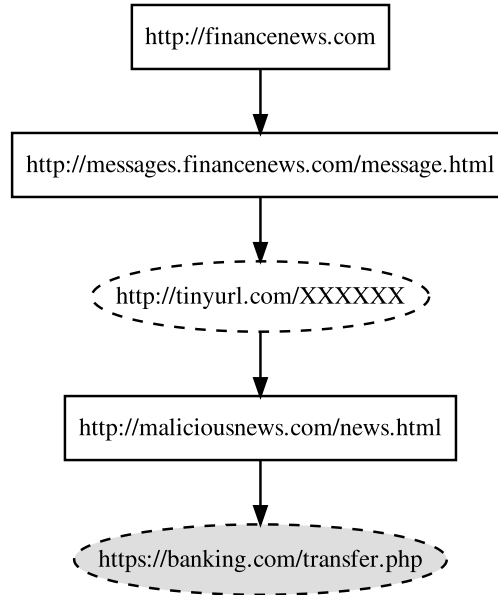 http://financenews.com
http://messages.financenews.com/message.html
http://tinyurl.com/XXXXXX
http://maliciousnews.com/news.html
https://banking.com/transfer.php